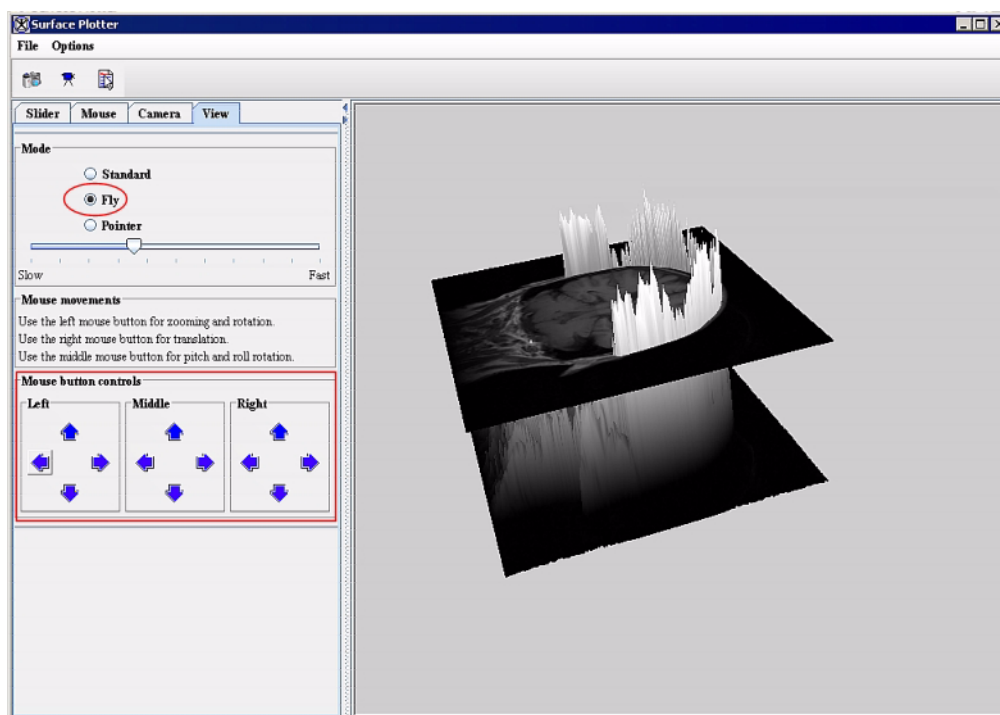 Surface Plotter
File Options
Slider Mouse Camera View
Mode
Standard
Fly
Pointer
Slow Fast
Mouse movements
Use the left mouse button for zooming and rotation.
Use the right mouse button for translation.
Use the middle mouse button for pitch and roll rotation.
Mouse button controls
Left Middle Right